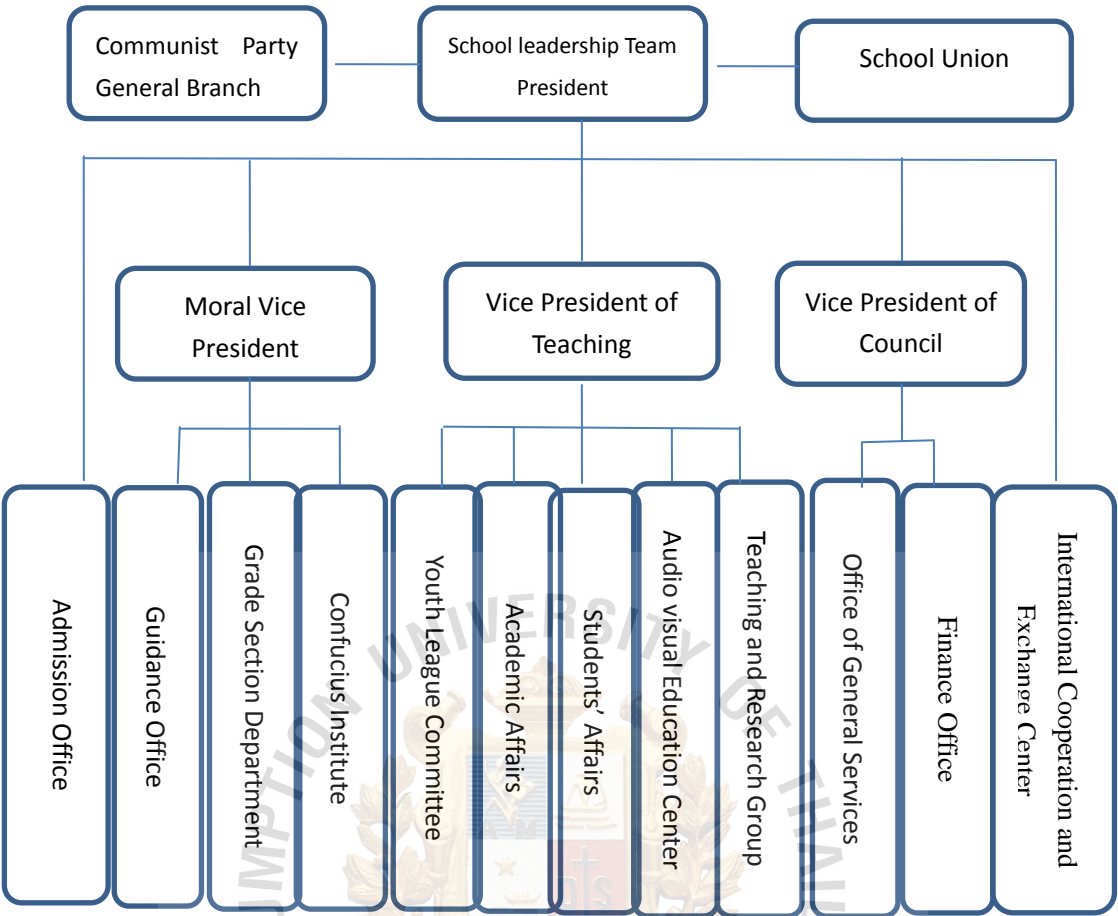 Communist Party
General Branch
School leadership Team
President
School Union
Moral Vice
President
Vice President of
Teaching
Vice President of
Council
Admission Office
Guidance Office
Grade Section Department
Confucius Institute
Youth League Committee
Academic Affairs
Students’ Affairs
Audio visual Education Center
Teaching and Research Group
Office of General Services
Finance Office
International Cooperation and
Exchange Center
UNIVERSITY OF